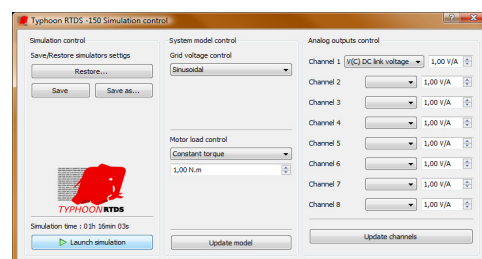 Typhoon RTDS -150 Simulation control
Simulation control
Save/Restore simulators settigs
Restore...
Save
Save as...
TYPHOON RTDS
Simulation time : 01h 16min 03s
Launch simulation
System model control
Grid voltage control
Sinusoidal
Motor load control
Constant torque
1,00 N.m
Update model
Analog outputs control
Channel 1 V(C) DC link voltage 1,00 V/A
Channel 2 1,00 V/A
Channel 3 1,00 V/A
Channel 4 1,00 V/A
Channel 5 1,00 V/A
Channel 6 1,00 V/A
Channel 7 1,00 V/A
Channel 8 1,00 V/A
Update channels